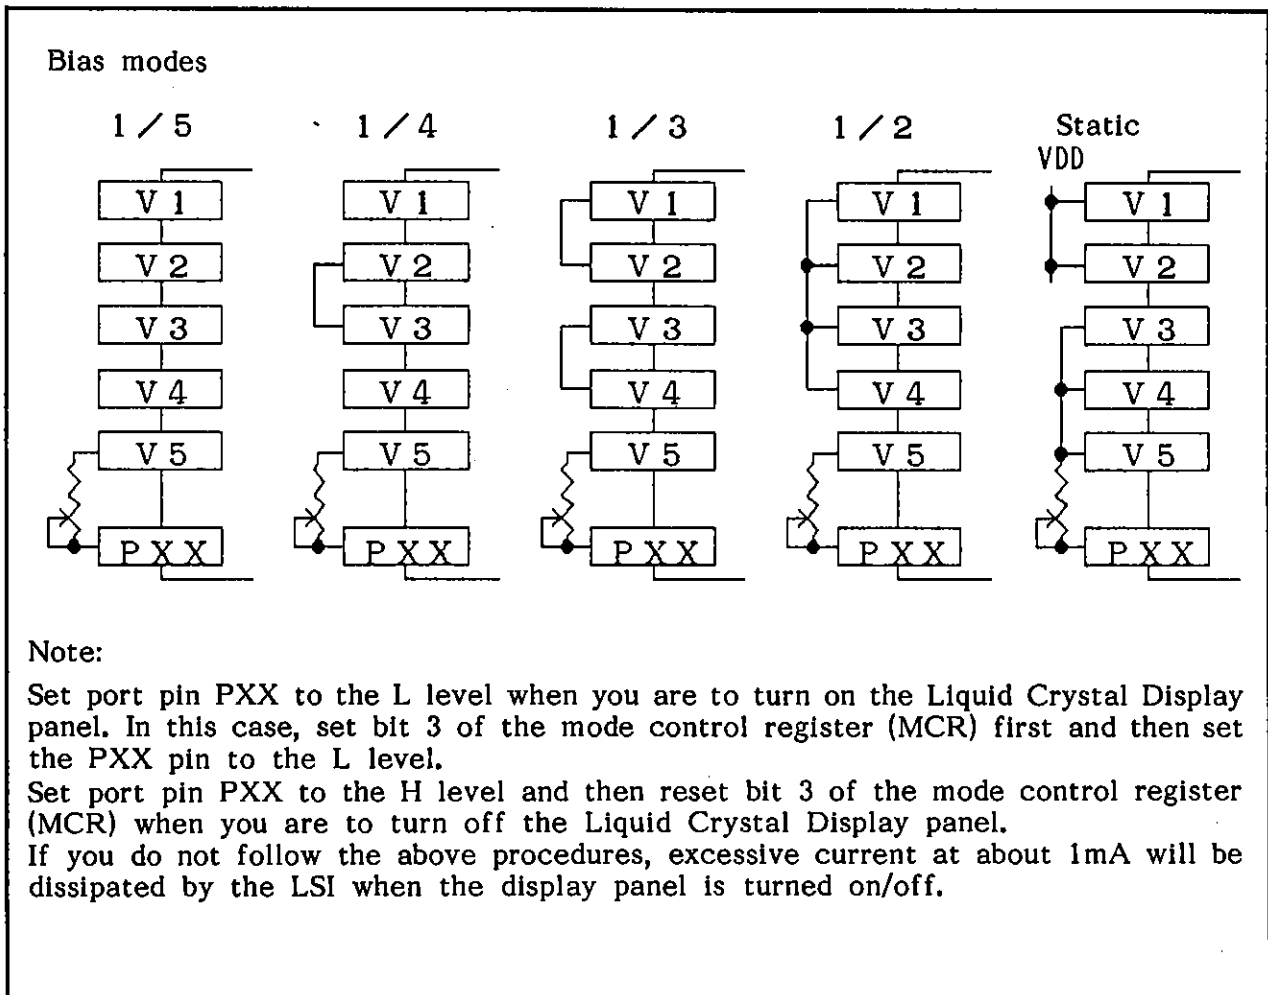 Bias modes
1 / 5 1 / 4 1 / 3 1 / 2 Static
VDD
V 1 V 1 V 1 V 1 V 1
V 2 V 2 V 2 V 2 V 2
V 3 V 3 V 3 V 3 V 3
V 4 V 4 V 4 V 4 V 4
V 5 V 5 V 5 V 5 V 5
P X X P X X P X X P X X P X X
Note:
Set port pin PXX to the L level when you are to turn on the Liquid Crystal Display
panel. In this case, set bit 3 of the mode control register (MCR) first and then set
the PXX pin to the L level.
Set port pin PXX to the H level and then reset bit 3 of the mode control register
(MCR) when you are to turn off the Liquid Crystal Display panel.
If you do not follow the above procedures, excessive current at about 1mA will be
dissipated by the LSI when the display panel is turned on/off.